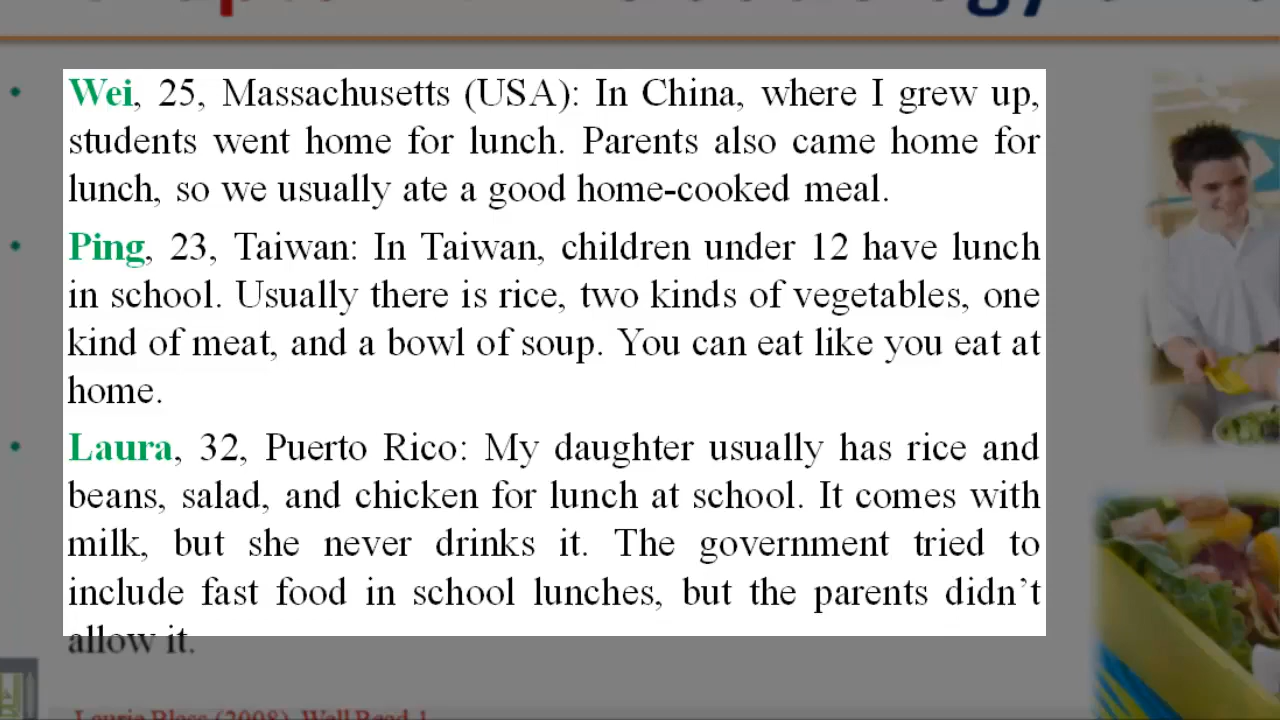 Wei, 25, Massachusetts (USA): In China, where I grew up,
students went home for lunch. Parents also came home for
lunch, so we usually ate a good home-cooked meal.
Ping, 23, Taiwan: In Taiwan, children under 12 have lunch
in school. Usually there is rice, two kinds of vegetables, one
kind of meat, and a bowl of soup. You can eat like you eat at
home.
Laura, 32, Puerto Rico: My daughter usually has rice and
beans, salad, and chicken for lunch at school. It comes with
milk, but she never drinks it. The government tried to
include fast food in school lunches, but the parents didn’t
allow it.